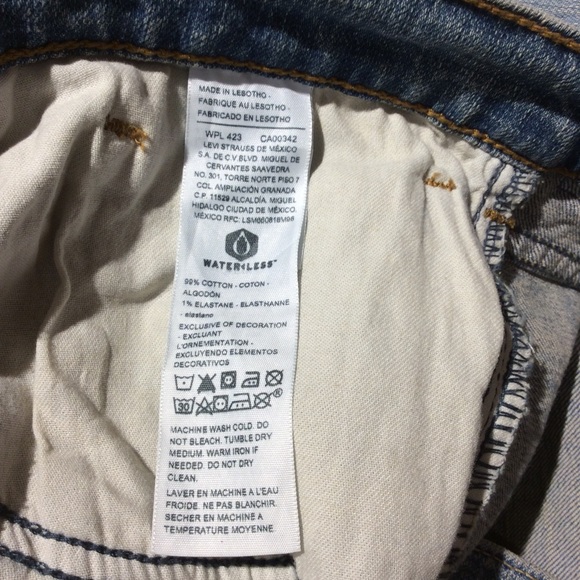 MADE IN LESOTHO -
FABRIQUE AU LESOTHO -
FABRICADO EN LESOTHO
WPL 423 CA00342
LEVI STRAUSS DE MÉXICO
S.A. DE C.V.BLVD. MIGUEL DE
CERVANTES SAAVEDRA
NO. 301, TORRE NORTE PISO 7
COL. AMPLIACIÓN GRANADA
C.P. 11529 ALCALDÍA. MIGUEL
HIDALGO CIUDAD DE MÉXICO.
MÉXICO RFC:
WATER<LESS™
99% COTTON - COTON -
ALGODÓN
1% ELASTANE - ELASTHANNE
- elastano
EXCLUSIVE OF DECORATION
- EXCLUANT
L'ORNEMENTATION -
EXCLUYENDO ELEMENTOS
DECORATIVOS
30 ®
MACHINE WASH COLD. DO
NOT BLEACH. TUMBLE DRY
MEDIUM. WARM IRON IF
NEEDED. DO NOT DRY
CLEAN.
LAVER EN MACHINE A L'EAU
FROIDE. NE PAS BLANCHIR.
SECHER EN MACHINE A
TEMPERATURE MOYENNE.